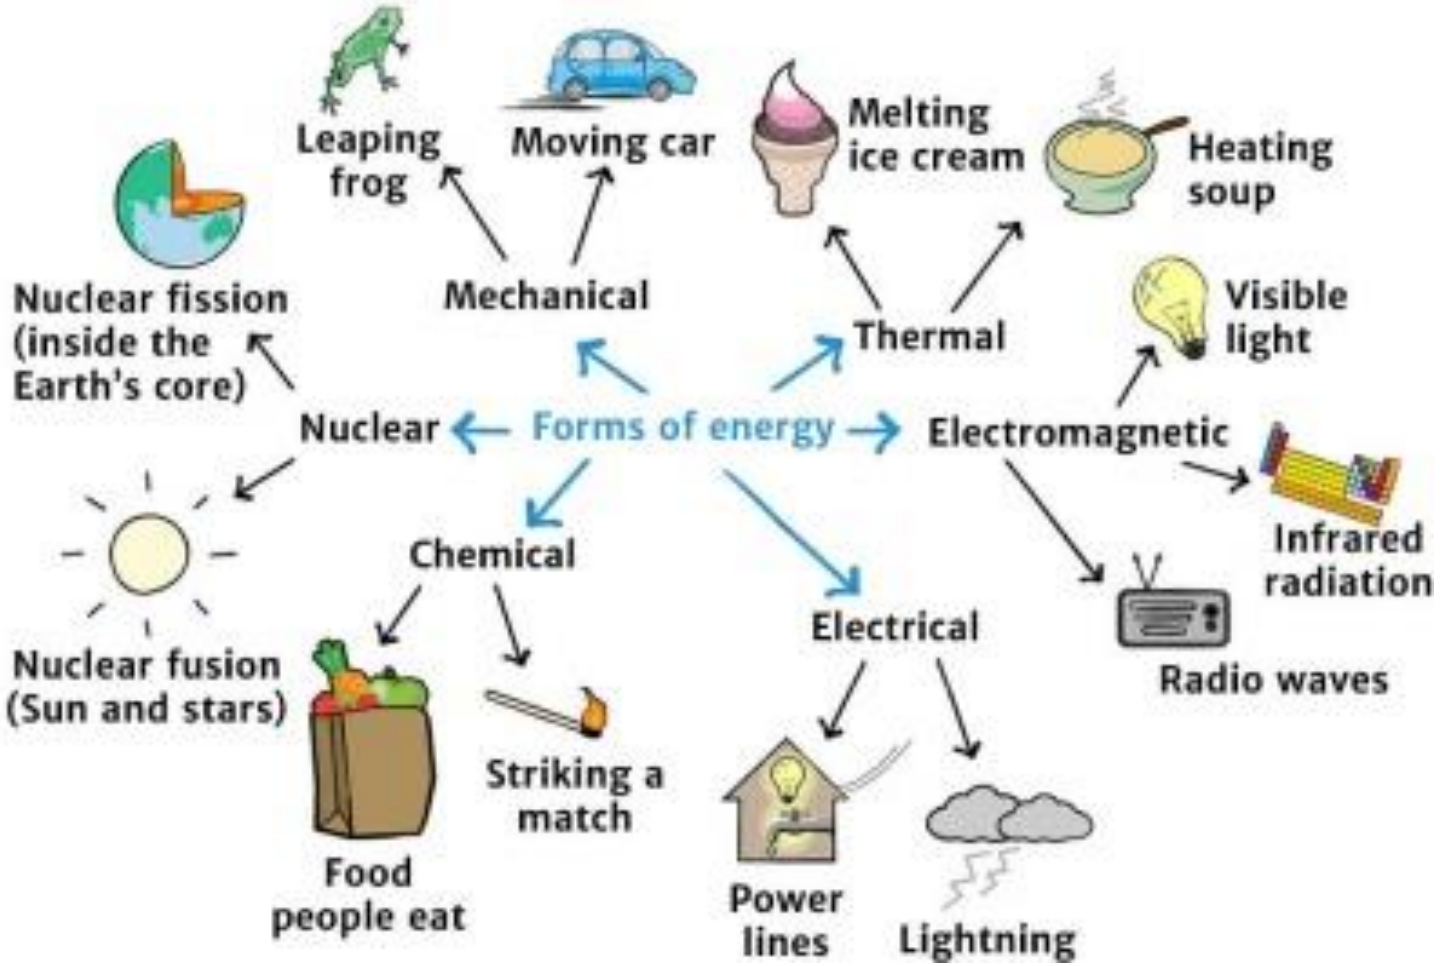 Leaping
frog
Moving car
Melting
ice cream
Heating
soup
Nuclear fission
(inside the
Earth's core)
Mechanical
Thermal
Visible
light
Nuclear
Forms of energy
Electromagnetic
Infrared
radiation
Chemical
Electrical
Radio waves
Nuclear fusion
(Sun and stars)
Striking a
match
Food
people eat
Power
lines
Lightning